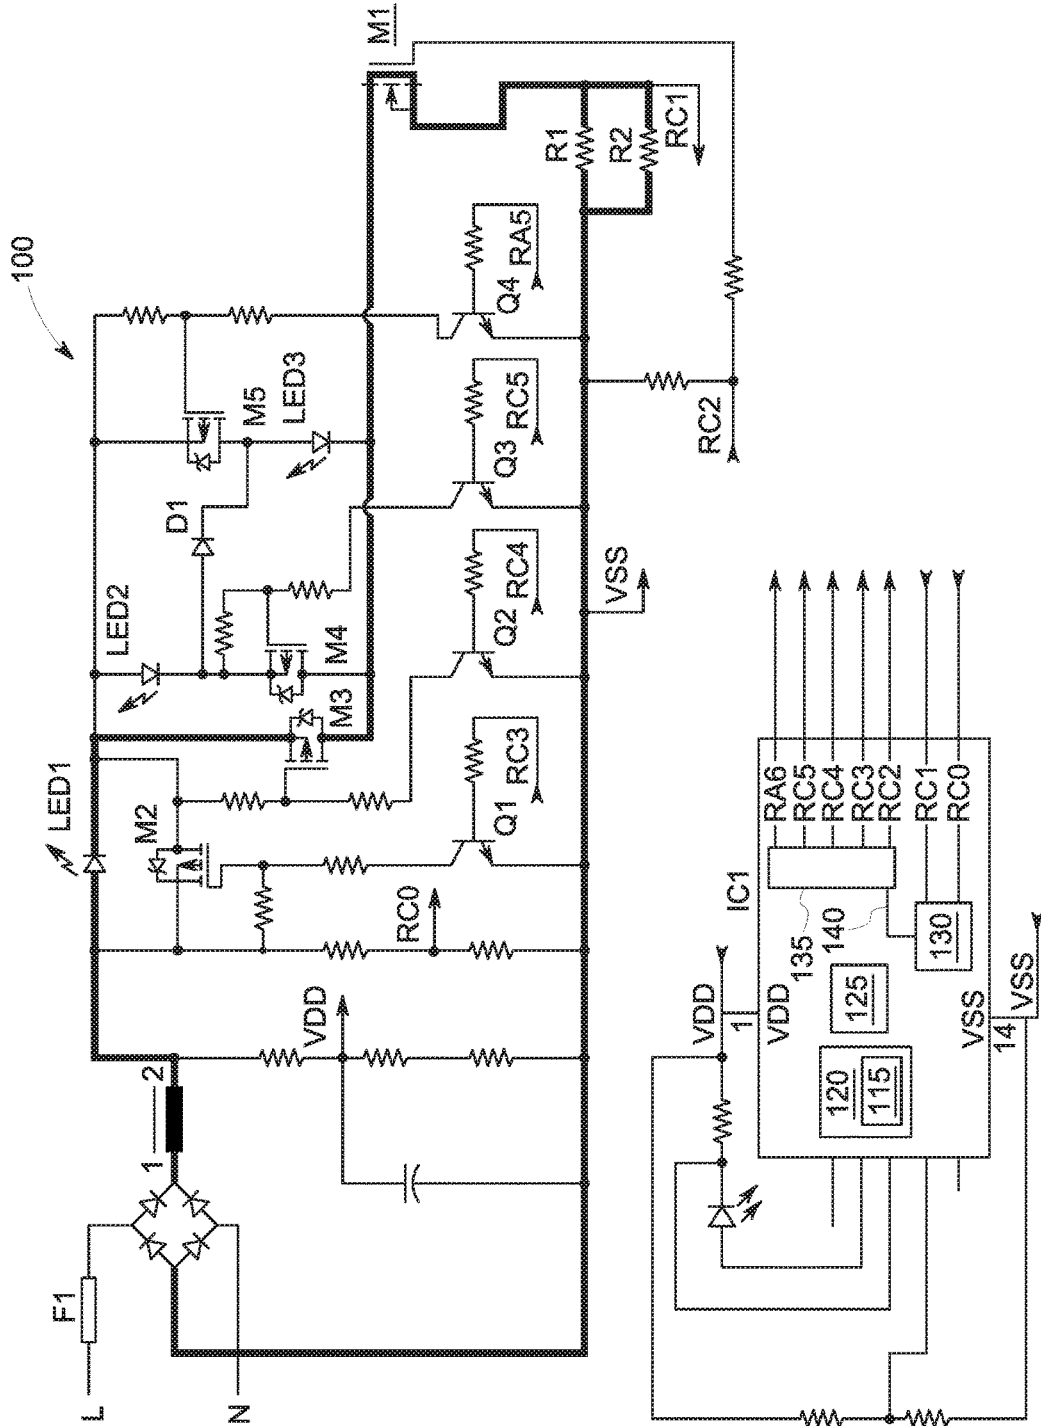 100
L
F1
N
1
2
LED1
M2
LED2
D1
M5
LED3
M1
M3
M4
VDD
RC0
Q1
RC3
Q2
RC4
Q3
RC5
Q4
RA5
R1
R2
RC1
VSS
RC2
IC1
VDD
1
VDD
120
115
125
135
140
130
RA6
RC5
RC4
RC3
RC2
RC1
RC0
VSS
14
VSS